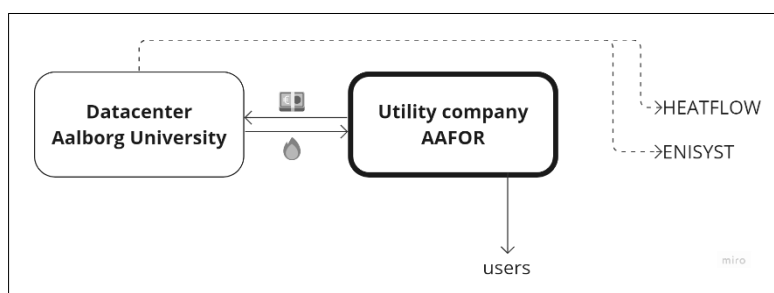 Datacenter
Aalborg University
Utility company
AAFOR
HEATFLOW
ENISYST
users
miro